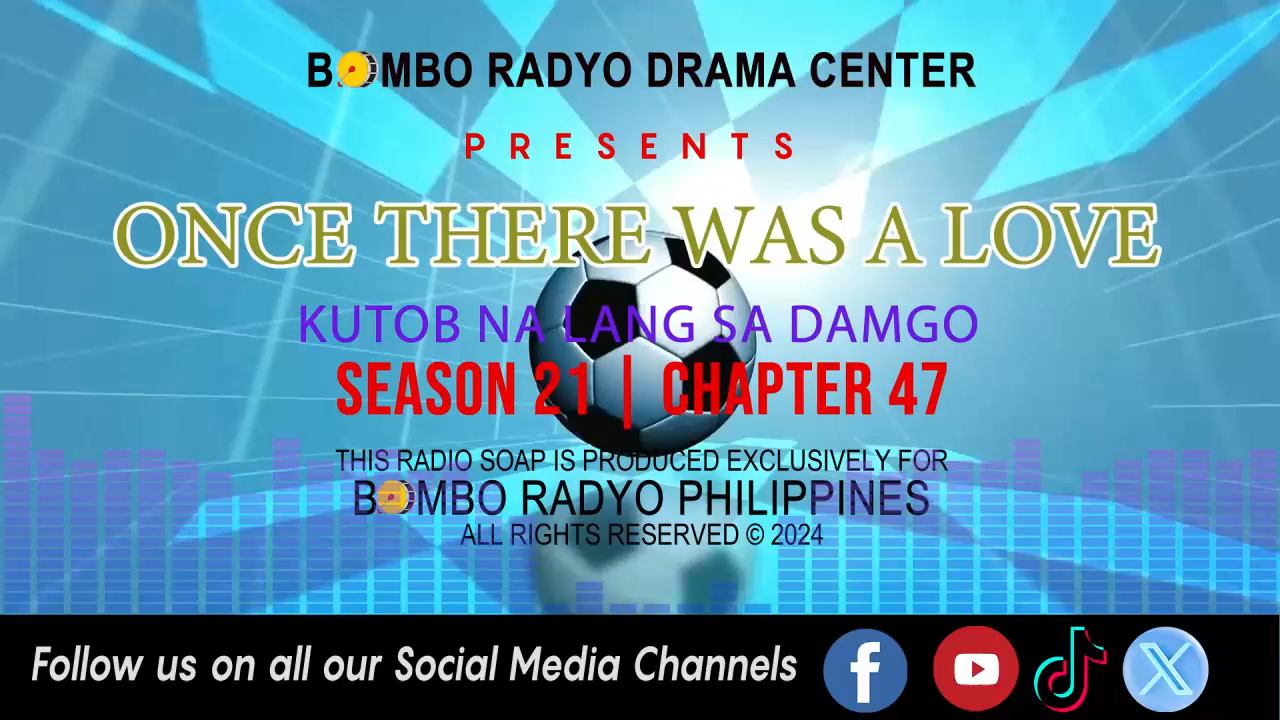 BOMBO RADYO DRAMA CENTER
PRESENTS
ONCE THERE WAS A LOVE
KUTOB NA LANG SA DAMGO
SEASON 21 | CHAPTER 47
THIS RADIO SOAP IS PRODUCED EXCLUSIVELY FOR
BOMBO RADYO PHILIPPINES
ALL RIGHTS RESERVED © 2024
Follow us on all our Social Media Channels